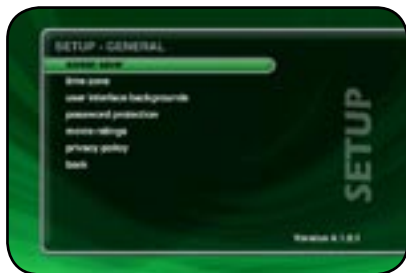 SETUP - GENERAL
screen saver
time zone
user interface backgrounds
password protection
movie ratings
privacy policy
back
SETUP